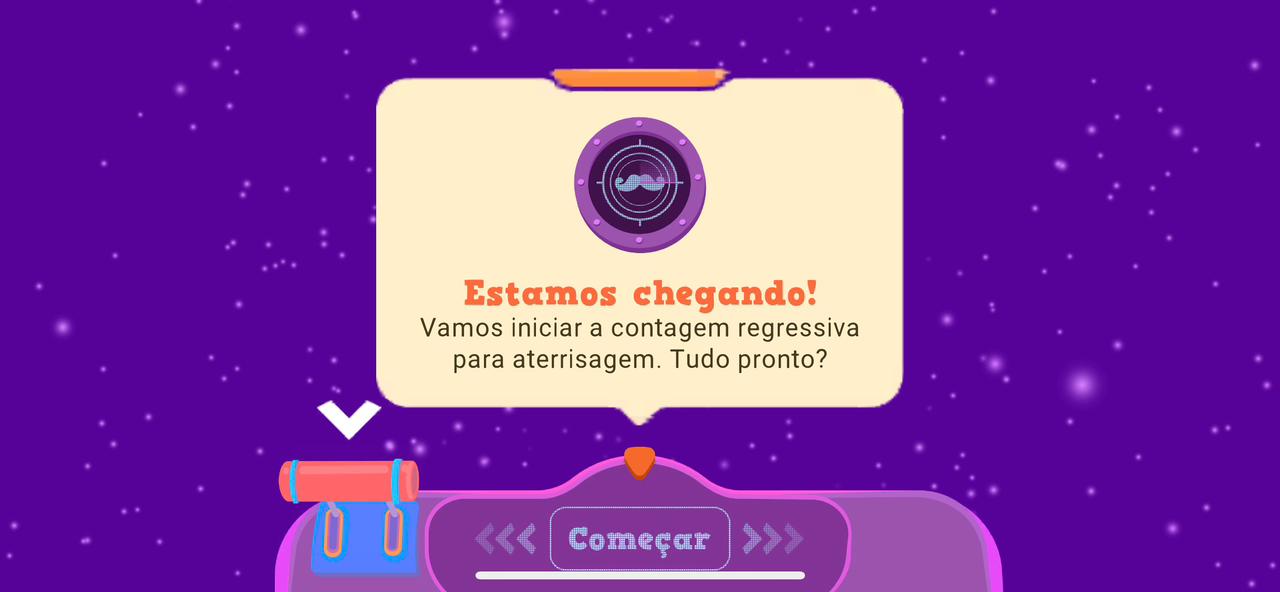 Estamos chegando!
Vamos iniciar a contagem regressiva
para aterrisagem. Tudo pronto?
Começar